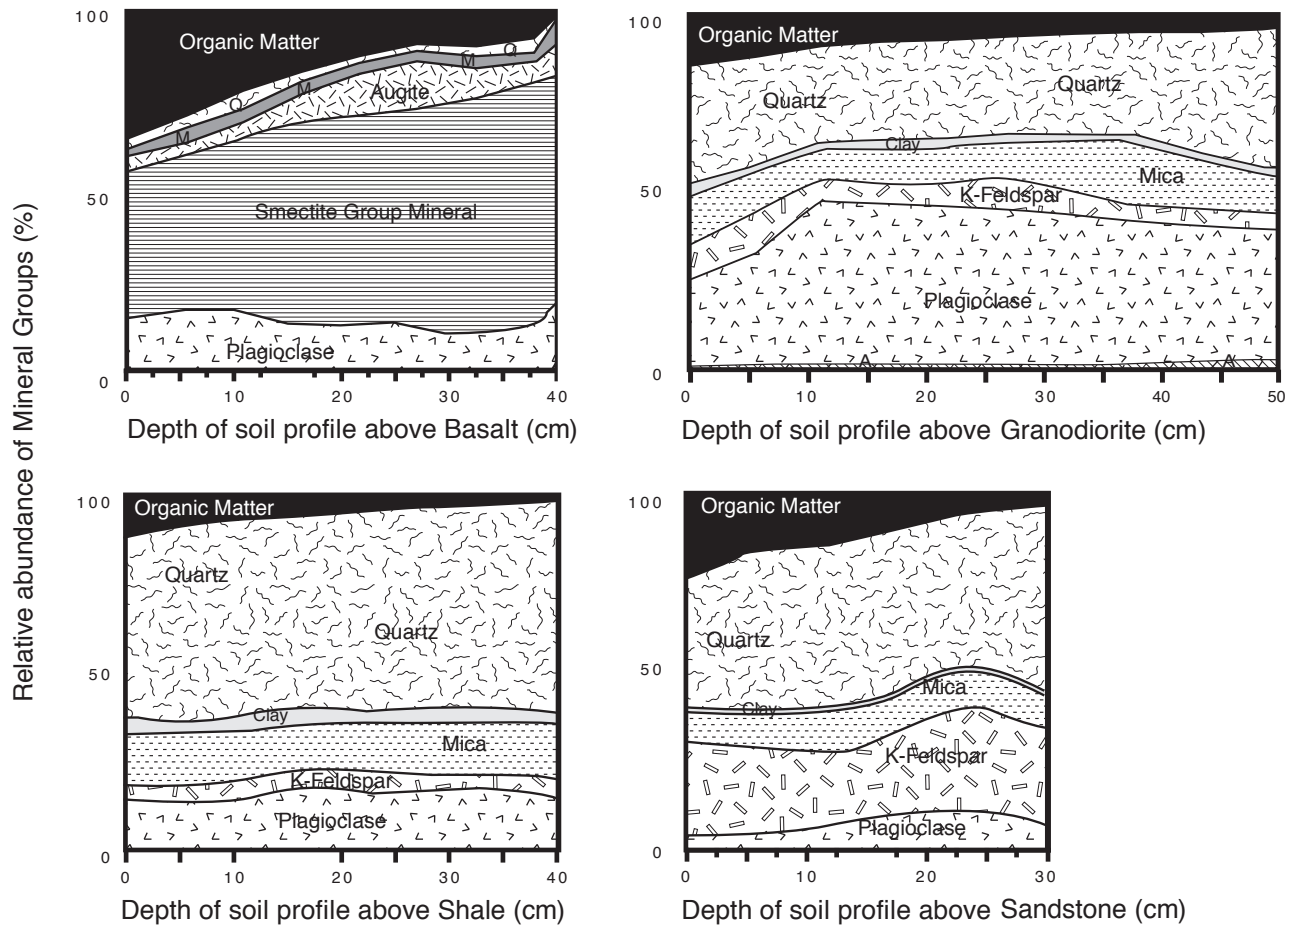 Relative abundance of Mineral Groups (%)
100
Organic Matter
Q
M
Q
M
M
Augite
50
Smectite Group Mineral
Plagioclase
0
0 10 20 30 40
Depth of soil profile above Basalt (cm)
100
Organic Matter
Quartz
Quartz
Clay
Mica
50
K-Feldspar
Plagioclase
A
A
0
0 10 20 30 40 50
Depth of soil profile above Granodiorite (cm)
100
Organic Matter
Quartz
Quartz
50
Clay
Mica
K-Feldspar
Plagioclase
0
0 10 20 30 40
Depth of soil profile above Shale (cm)
100
Organic Matter
Quartz
50
Mica
Clay
K-Feldspar
Plagioclase
0
0 10 20 30
Depth of soil profile above Sandstone (cm)